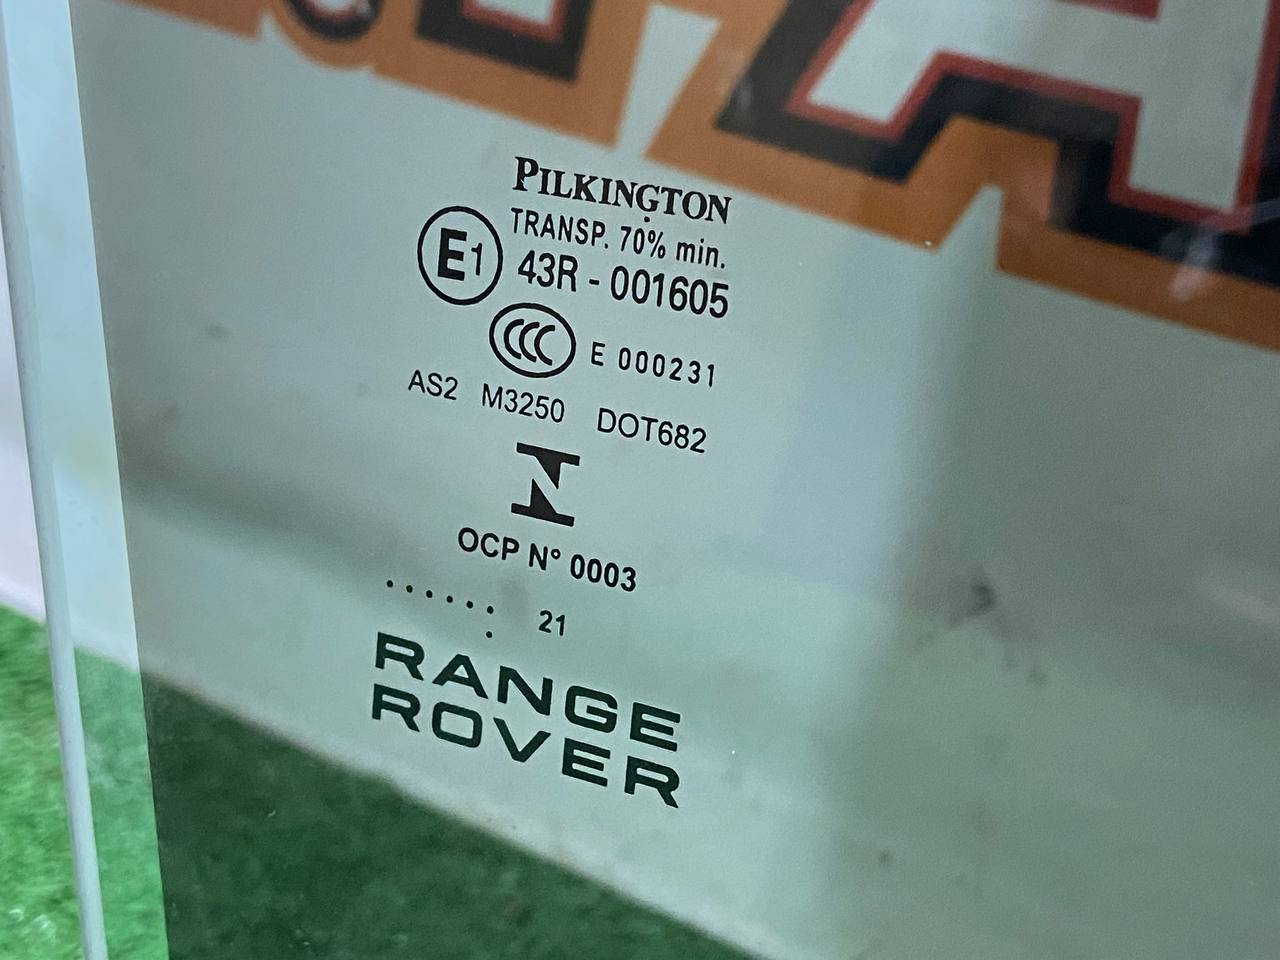 PILKINGTON
TRANSP. 70% min.
E1 43R - 001605
CCC E 000231
AS2 M3250 DOT682
OCP N° 0003
. . . . . . : 21
RANGE
ROVER